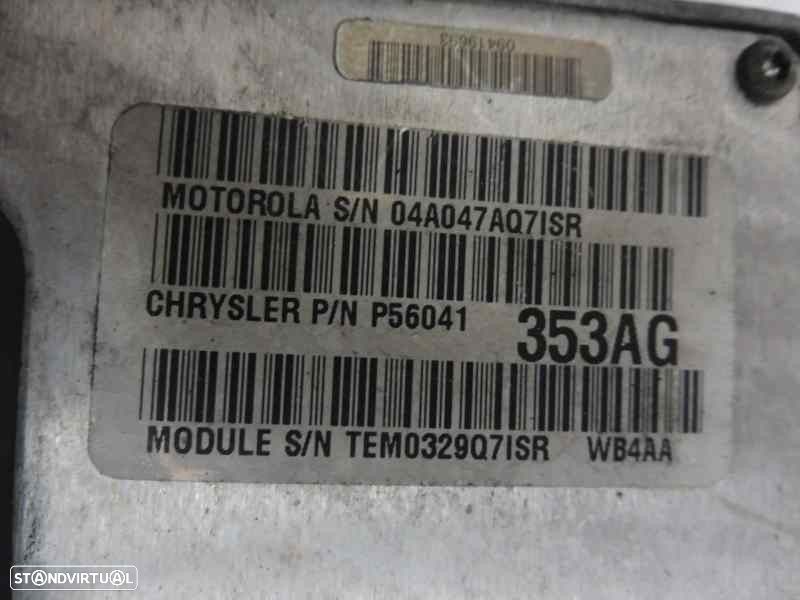 MOTOROLA S/N 04A047AQ7ISR
CHRYSLER P/N P56041 353AG
MODULE S/N TEM0329Q7ISR WB4AA
STANDVIRTUAL